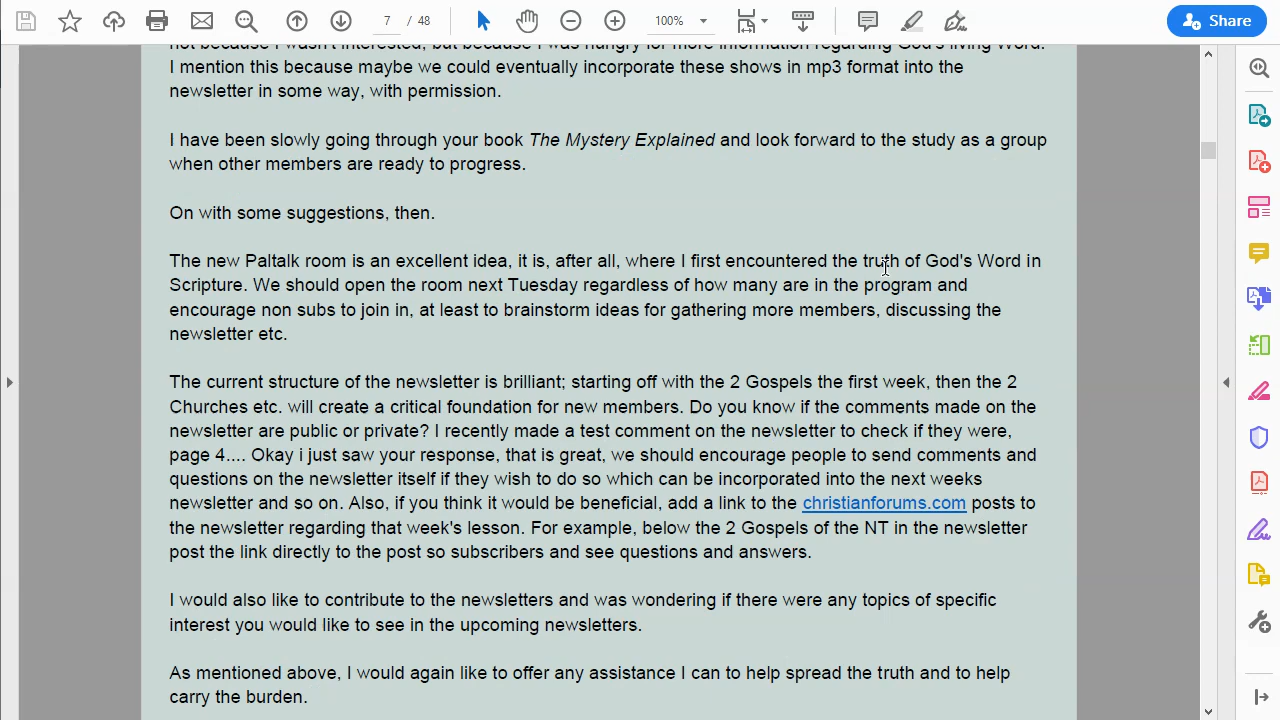 7 / 48
100%
Share
not because I wasn't interested, but because I was hungry for more information regarding God's living Word.
I mention this because maybe we could eventually incorporate these shows in mp3 format into the
newsletter in some way, with permission.
I have been slowly going through your book The Mystery Explained and look forward to the study as a group
when other members are ready to progress.
On with some suggestions, then.
The new Paltalk room is an excellent idea, it is, after all, where I first encountered the truth of God's Word in
Scripture. We should open the room next Tuesday regardless of how many are in the program and
encourage non subs to join in, at least to brainstorm ideas for gathering more members, discussing the
newsletter etc.
The current structure of the newsletter is brilliant; starting off with the 2 Gospels the first week, then the 2
Churches etc. will create a critical foundation for new members. Do you know if the comments made on the
newsletter are public or private? I recently made a test comment on the newsletter to check if they were,
page 4.... Okay i just saw your response, that is great, we should encourage people to send comments and
questions on the newsletter itself if they wish to do so which can be incorporated into the next weeks
newsletter and so on. Also, if you think it would be beneficial, add a link to the christianforums.com posts to
the newsletter regarding that week's lesson. For example, below the 2 Gospels of the NT in the newsletter
post the link directly to the post so subscribers and see questions and answers.
I would also like to contribute to the newsletters and was wondering if there were any topics of specific
interest you would like to see in the upcoming newsletters.
As mentioned above, I would again like to offer any assistance I can to help spread the truth and to help
carry the burden.